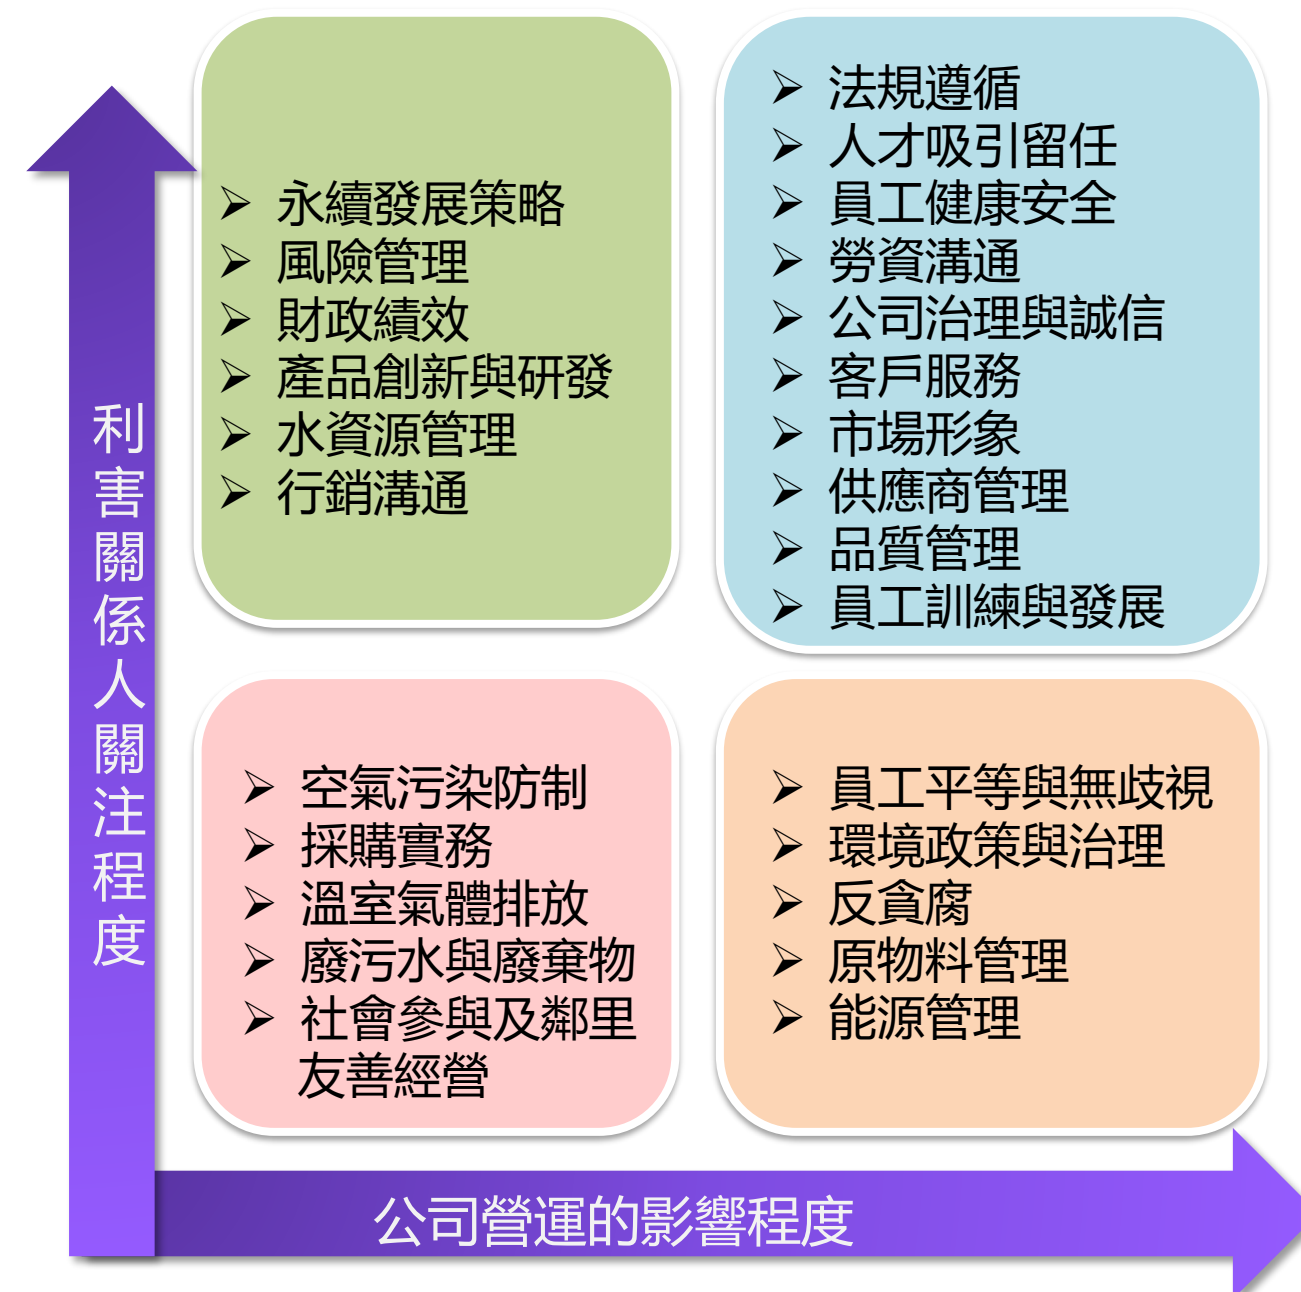 利害關係人關注程度
➢ 永續發展策略
➢ 風險管理
➢ 財政績效
➢ 產品創新與研發
➢ 水資源管理
➢ 行銷溝通
➢ 法規遵循
➢ 人才吸引留任
➢ 員工健康安全
➢ 勞資溝通
➢ 公司治理與誠信
➢ 客戶服務
➢ 市場形象
➢ 供應商管理
➢ 品質管理
➢ 員工訓練與發展
➢ 空氣污染防制
➢ 採購實務
➢ 溫室氣體排放
➢ 廢污水與廢棄物
➢ 社會參與及鄰里
友善經營
➢ 員工平等與無歧視
➢ 環境政策與治理
➢ 反貪腐
➢ 原物料管理
➢ 能源管理
公司營運的影響程度